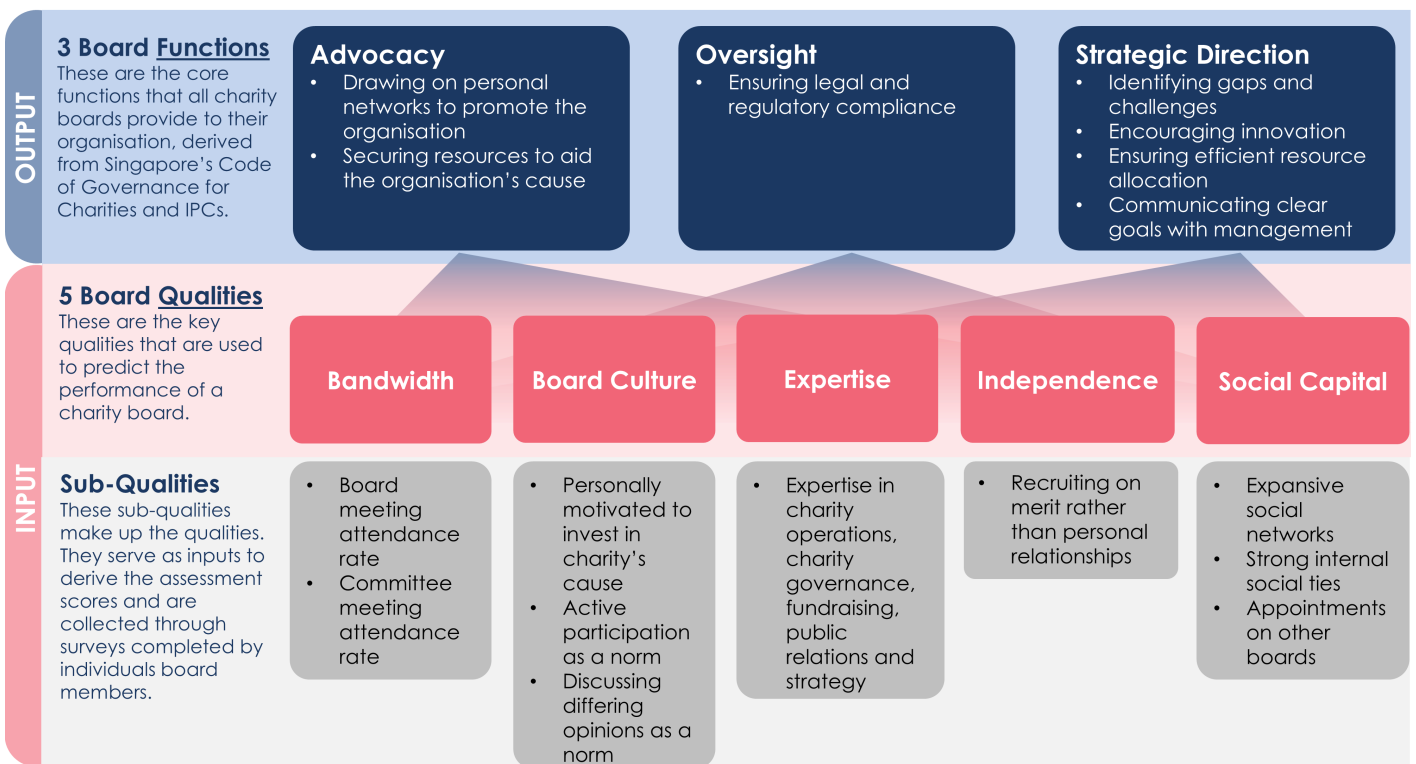 OUTPUT
3 Board Functions
These are the core
functions that all charity
boards provide to their
organisation, derived
from Singapore’s Code
of Governance for
Charities and IPCs.
Advocacy
• Drawing on personal
networks to promote the
organisation
• Securing resources to aid
the organisation’s cause
Oversight
• Ensuring legal and
regulatory compliance
Strategic Direction
• Identifying gaps and
challenges
• Encouraging innovation
• Ensuring efficient resource
allocation
• Communicating clear
goals with management
INPUT
5 Board Qualities
These are the key
qualities that are used
to predict the
performance of a
charity board.
Bandwidth
Board Culture
Expertise
Independence
Social Capital
Sub-Qualities
These sub-qualities
make up the qualities.
They serve as inputs to
derive the assessment
scores and are
collected through
surveys completed by
individuals board
members.
• Board
meeting
attendance
rate
• Committee
meeting
attendance
rate
• Personally
motivated to
invest in
charity’s
cause
• Active
participation
as a norm
• Discussing
differing
opinions as a
norm
• Expertise in
charity
operations,
charity
governance,
fundraising,
public
relations and
strategy
• Recruiting on
merit rather
than personal
relationships
• Expansive
social
networks
• Strong internal
social ties
• Appointments
on other
boards